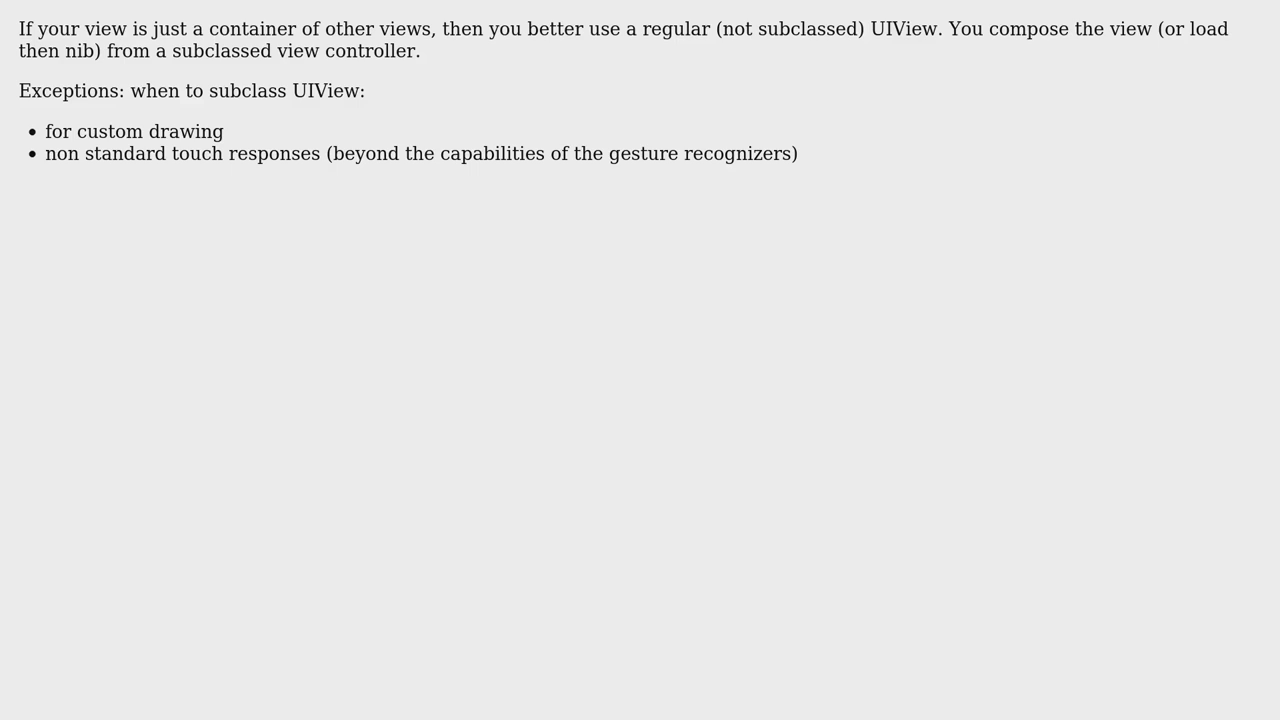 If your view is just a container of other views, then you better use a regular (not subclassed) UIView. You compose the view (or load
then nib) from a subclassed view controller.
Exceptions: when to subclass UIView:
• for custom drawing
• non standard touch responses (beyond the capabilities of the gesture recognizers)